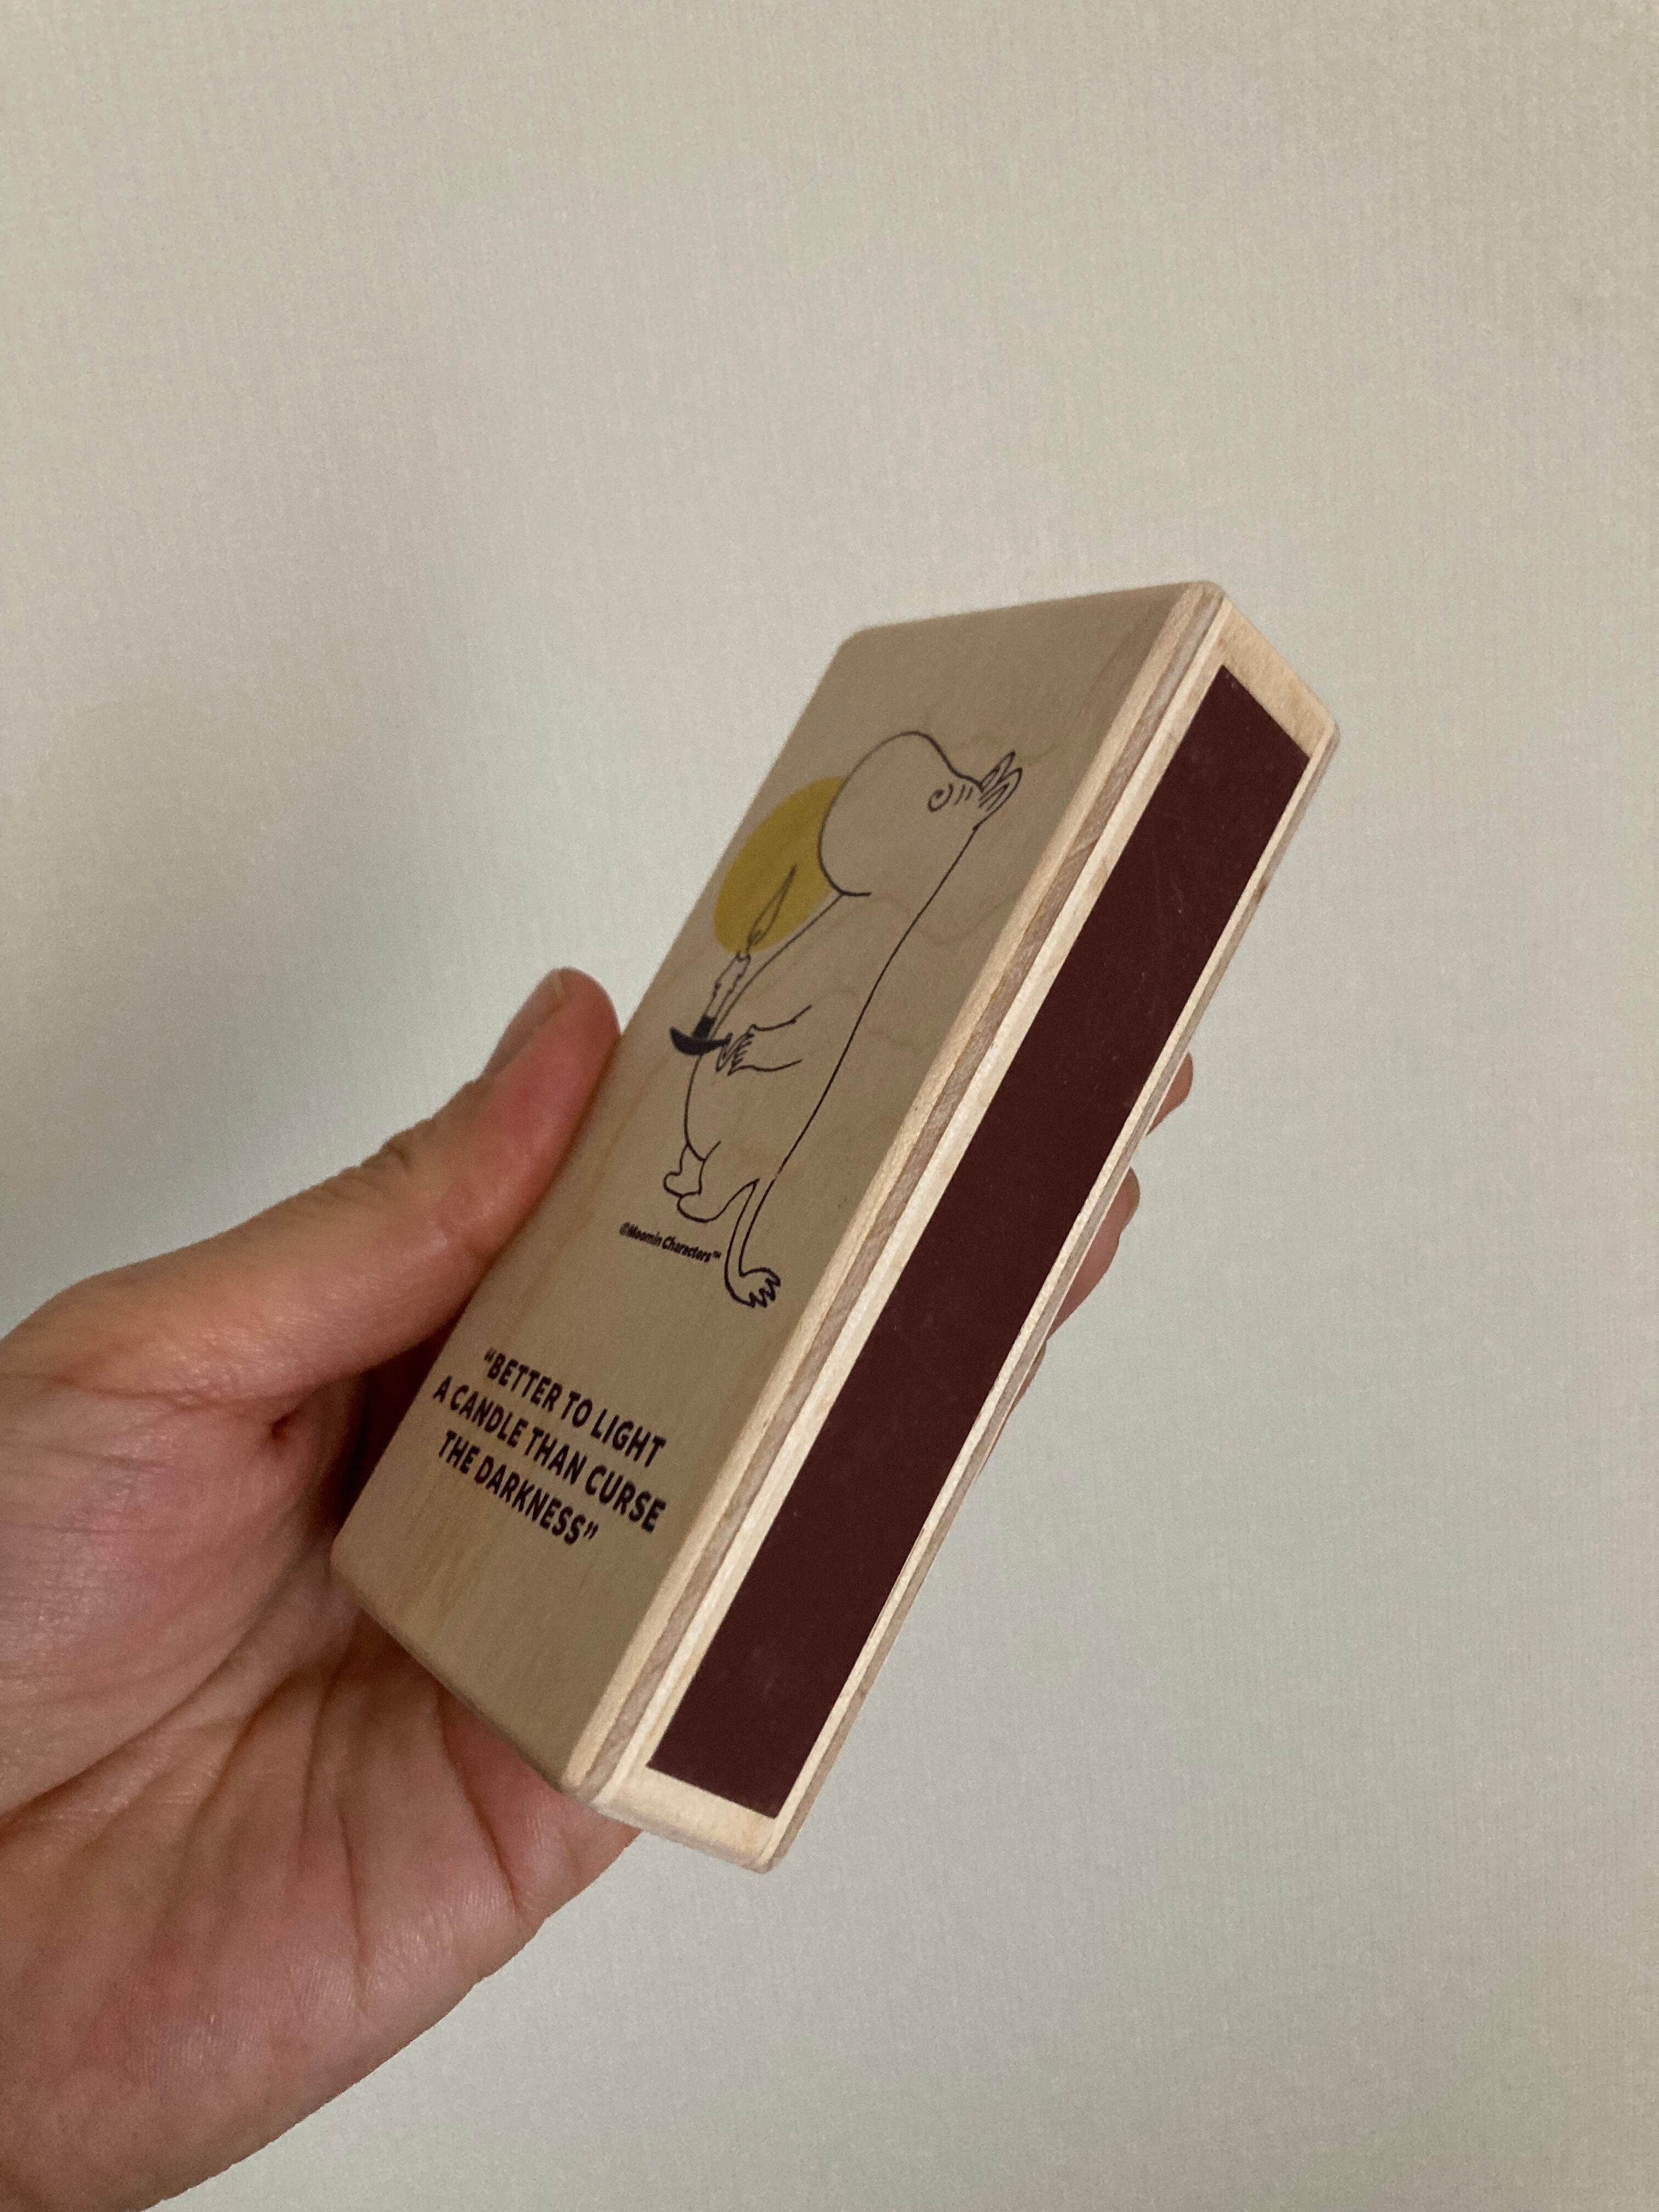 ©Moomin Characters™
“BETTER TO LIGHT
A CANDLE THAN CURSE
THE DARKNESS”